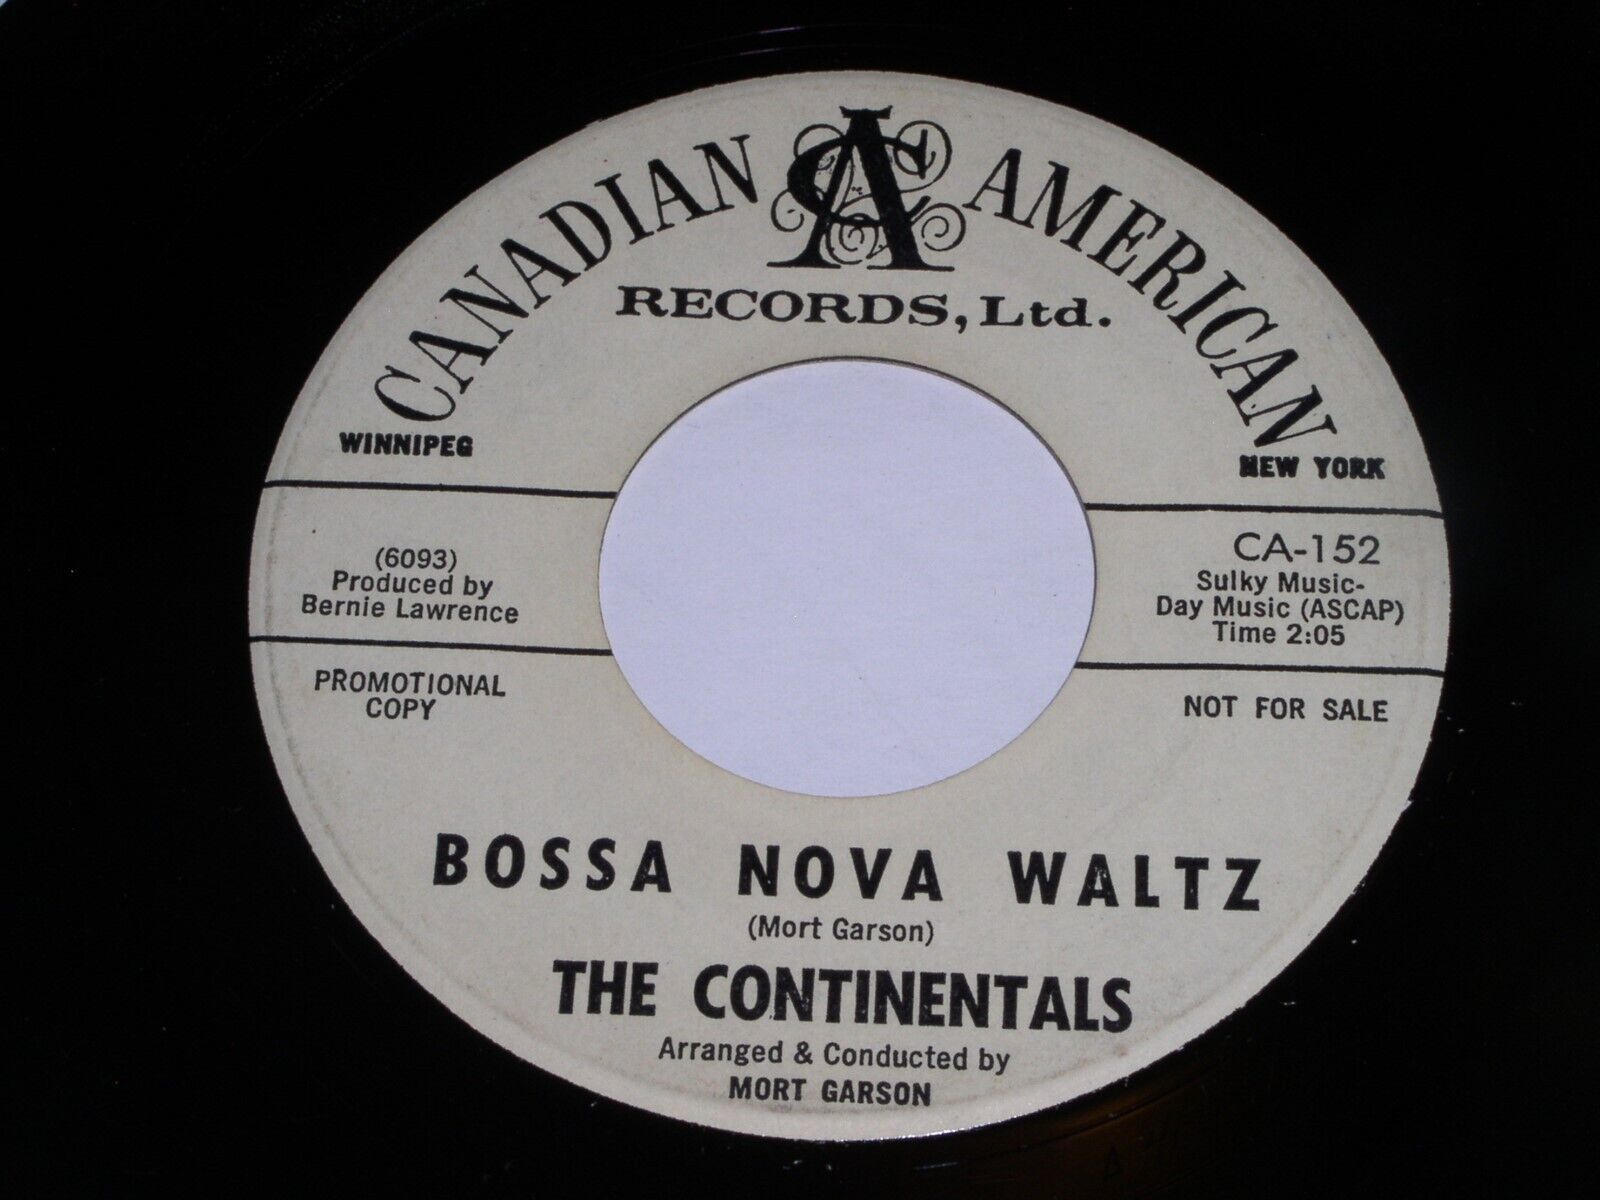 CANADIAN CA AMERICAN
RECORDS, Ltd.
WINNIPEG
NEW YORK
(6093)
Produced by
Bernie Lawrence
CA-152
Sulky Music-
Day Music (ASCAP)
Time 2:05
PROMOTIONAL
COPY
NOT FOR SALE
BOSSA NOVA WALTZ
(Mort Garson)
THE CONTINENTALS
Arranged & Conducted by
MORT GARSON